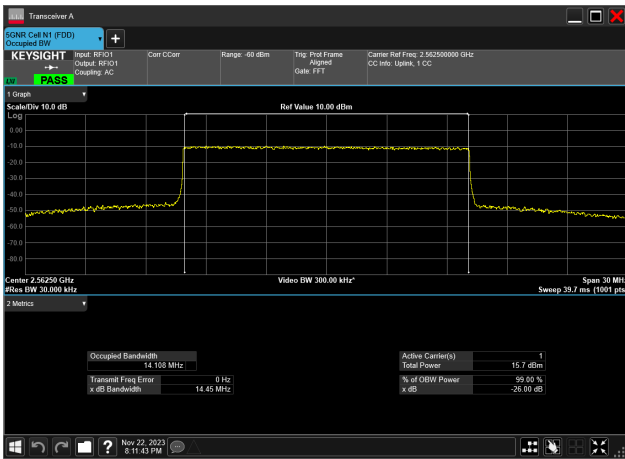 Transceiver A
5GNR Cell N1 (FDD)
Occupied BW
KEYSIGHT
Input: RFIO1
Output: RFIO1
Coupling: AC
Corr CCorr
Range: -60 dBm
Trig: Prot Frame
Aligned
Gate: FFT
Carrier Ref Freq: 2.562500000 GHz
CC Info: Uplink, 1 CC
PASS
1 Graph
Scale/Div 10.0 dB
Ref Value 10.00 dBm
Log
0.00
-10.0
-20.0
-30.0
-40.0
-50.0
-60.0
-70.0
-80.0
Center 2.56250 GHz
Video BW 300.00 kHz*
Span 30 MHz
#Res BW 30.000 kHz
Sweep 39.7 ms (1001 pts
2 Metrics
Occupied Bandwidth
14.108 MHz
Active Carrier(s) 1
Total Power 15.7 dBm
Transmit Freq Error 0 Hz
x dB Bandwidth 14.45 MHz
% of OBW Power 99.00 %
x dB -26.00 dB
Nov 22, 2023
8:11:43 PM